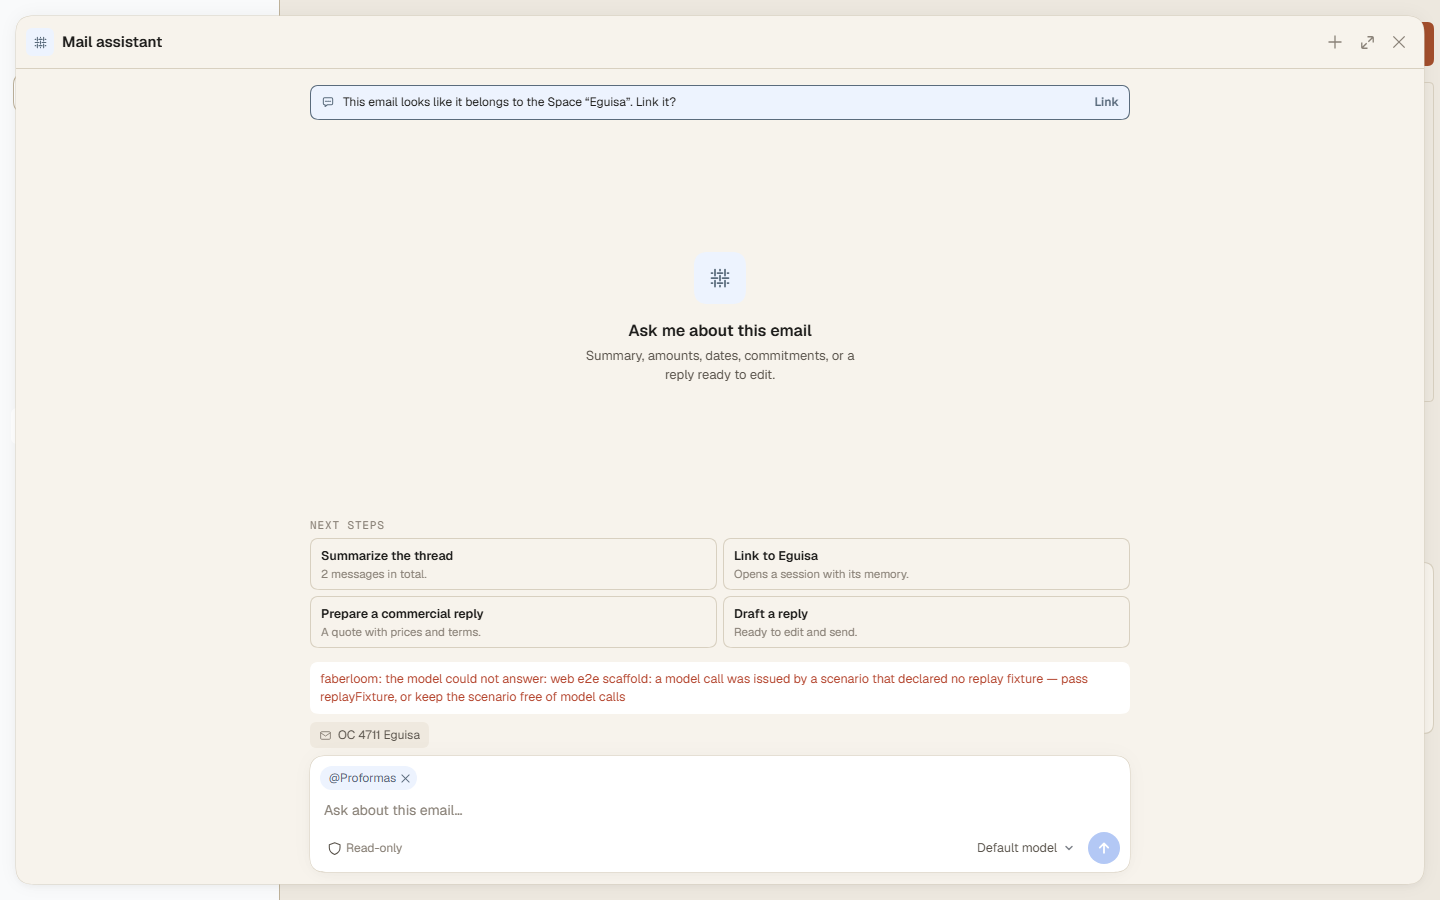 Mail assistant
This email looks like it belongs to the Space “Eguisa”. Link it?
Link
Ask me about this email
Summary, amounts, dates, commitments, or a
reply ready to edit.
NEXT STEPS
Summarize the thread
2 messages in total.
Link to Eguisa
Opens a session with its memory.
Prepare a commercial reply
A quote with prices and terms.
Draft a reply
Ready to edit and send.
faberloom: the model could not answer: web e2e scaffold: a model call was issued by a scenario that declared no replay fixture — pass
replayFixture, or keep the scenario free of model calls
OC 4711 Eguisa
@Proformas
Ask about this email…
Read-only
Default model